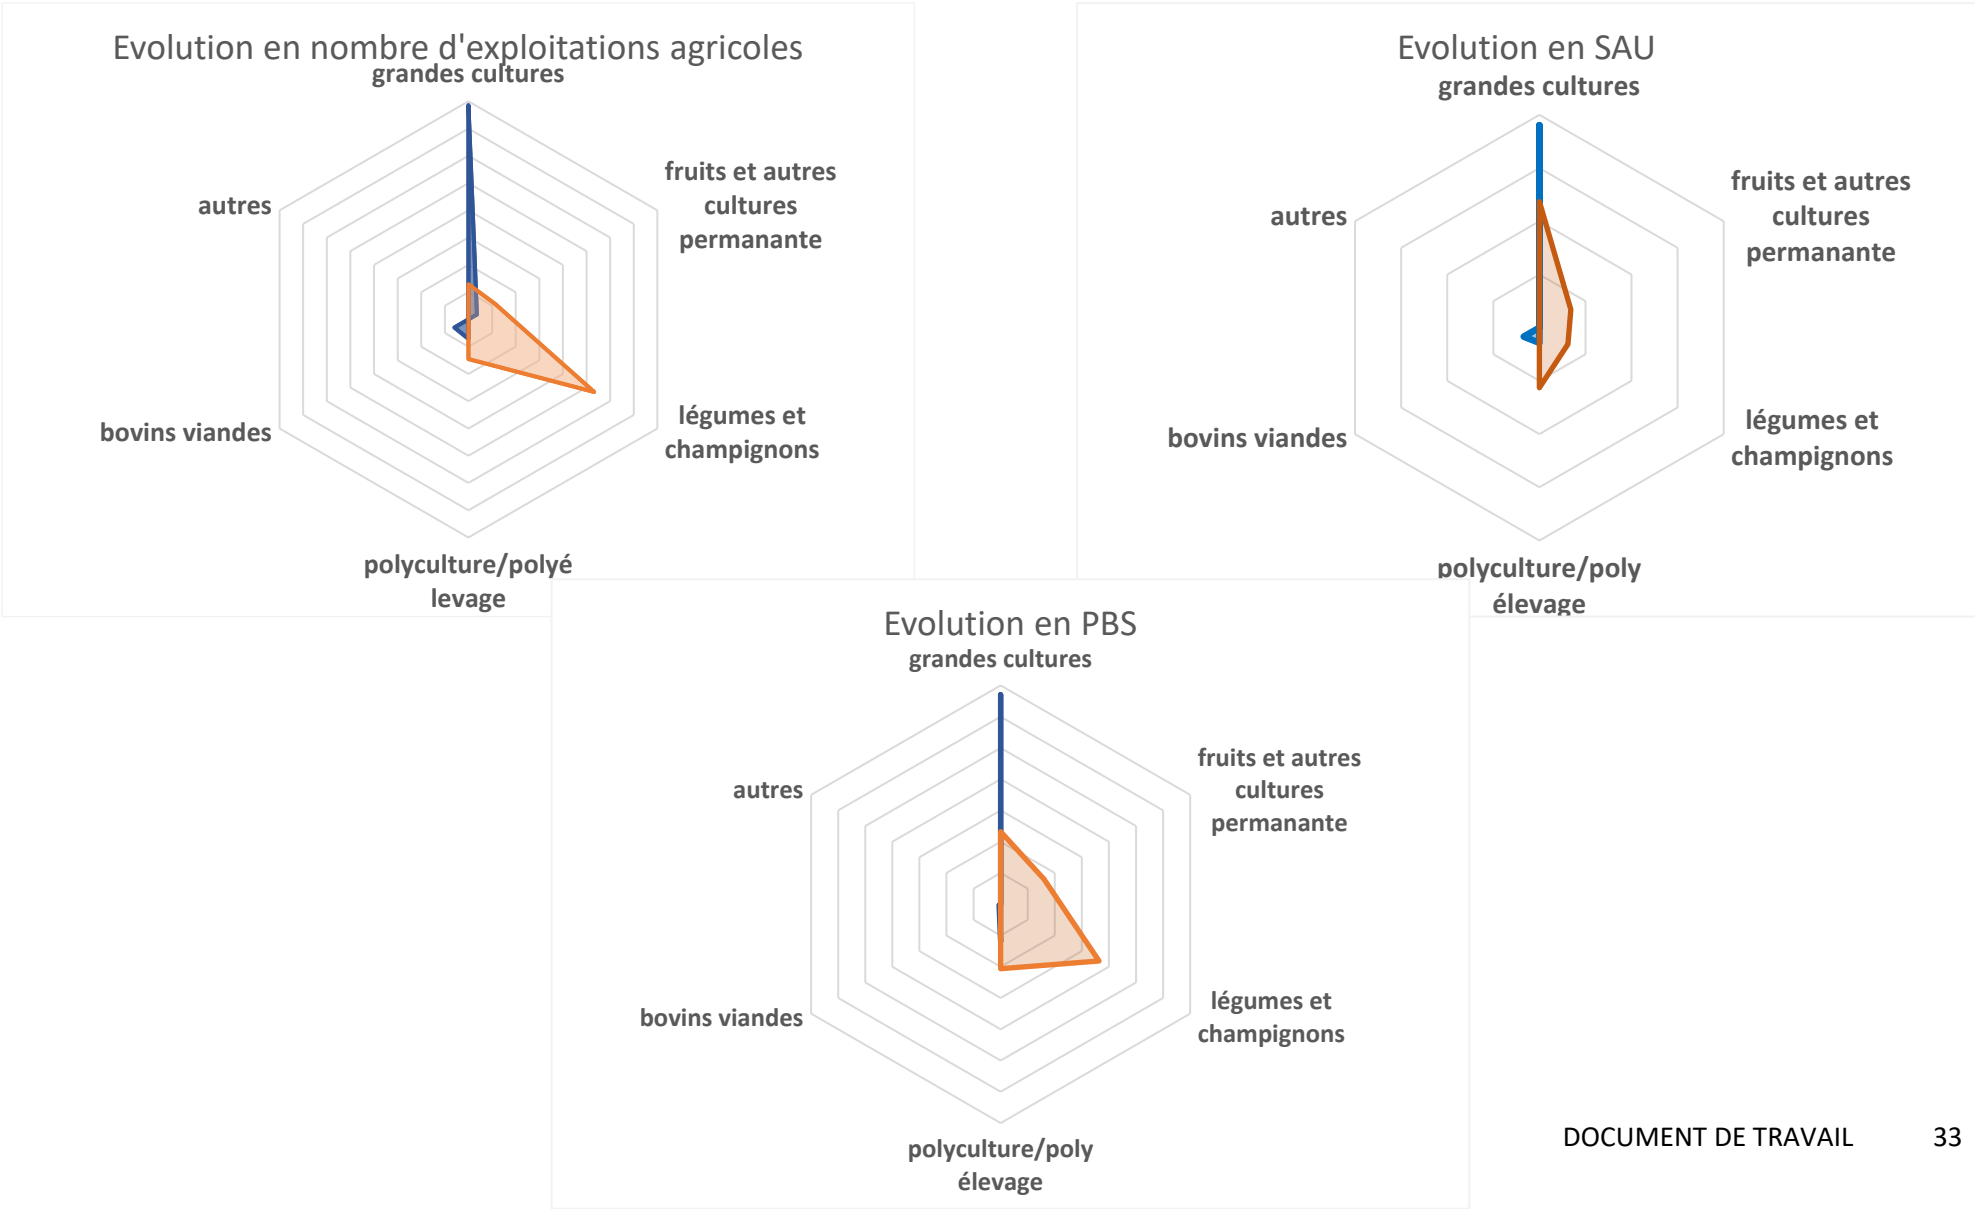 Evolution en nombre d'exploitations agricoles
grandes cultures
fruits et autres
cultures
permanante
légumes et
champignons
polyculture/polyé
levage
bovins viandes
autres
Evolution en SAU
grandes cultures
fruits et autres
cultures
permanante
légumes et
champignons
polyculture/poly
élevage
bovins viandes
autres
Evolution en PBS
grandes cultures
fruits et autres
cultures
permanante
légumes et
champignons
polyculture/poly
élevage
bovins viandes
autres
DOCUMENT DE TRAVAIL 33